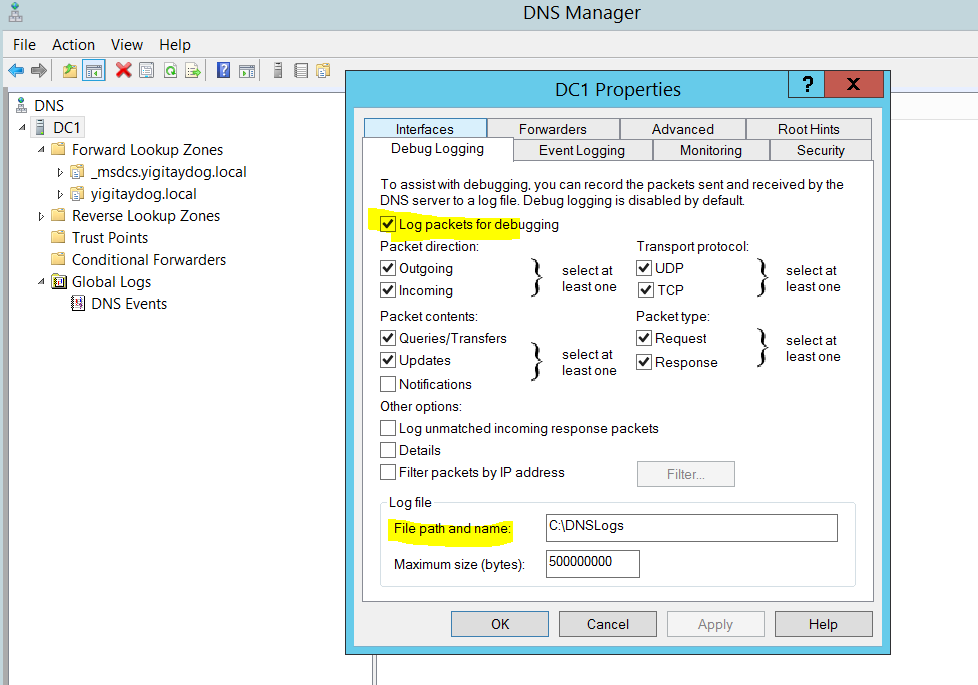 DNS Manager
File Action View Help
DNS
DC1
Forward Lookup Zones
_msdcs.yigitaydog.local
yigitaydog.local
Reverse Lookup Zones
Trust Points
Conditional Forwarders
Global Logs
DNS Events
DC1 Properties
? X
Interfaces Forwarders Advanced Root Hints
Debug Logging Event Logging Monitoring Security
To assist with debugging, you can record the packets sent and received by the
DNS server to a log file. Debug logging is disabled by default.
Log packets for debugging
Packet direction: Transport protocol:
Outgoing } select at UDP } select at
Incoming least one TCP least one
Packet contents: Packet type:
Queries/Transfers } select at Request } select at
Updates least one Response least one
Notifications
Other options:
Log unmatched incoming response packets
Details
Filter packets by IP address Filter...
Log file
File path and name: C:\DNSLogs
Maximum size (bytes): 500000000
OK Cancel Apply Help